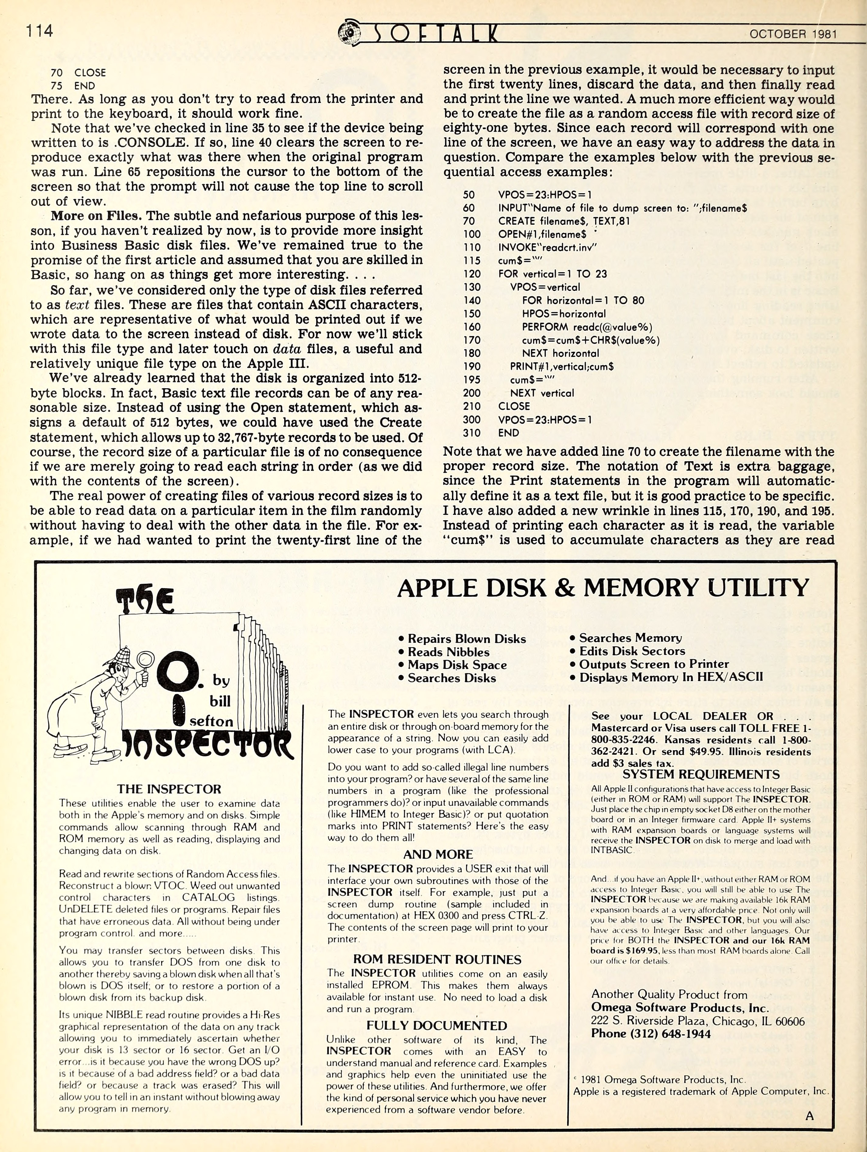 114
SOFTALK
OCTOBER 1981
70 CLOSE
75 END
There. As long as you don't try to read from the printer and
print to the keyboard, it should work fine.
Note that we've checked in line 35 to see if the device being
written to is .CONSOLE. If so, line 40 clears the screen to re-
produce exactly what was there when the original program
was run. Line 65 repositions the cursor to the bottom of the
screen so that the prompt will not cause the top line to scroll
out of view.
More on Files. The subtle and nefarious purpose of this les-
son, if you haven't realized by now, is to provide more insight
into Business Basic disk files. We've remained true to the
promise of the first article and assumed that you are skilled in
Basic, so hang on as things get more interesting. . . .
So far, we've considered only the type of disk files referred
to as text files. These are files that contain ASCII characters,
which are representative of what would be printed out if we
wrote data to the screen instead of disk. For now we'll stick
with this file type and later touch on data files, a useful and
relatively unique file type on the Apple III.
We've already learned that the disk is organized into 512-
byte blocks. In fact, Basic text file records can be of any rea-
sonable size. Instead of using the Open statement, which as-
signs a default of 512 bytes, we could have used the Create
statement, which allows up to 32,767-byte records to be used. Of
course, the record size of a particular file is of no consequence
if we are merely going to read each string in order (as we did
with the contents of the screen).
The real power of creating files of various record sizes is to
be able to read data on a particular item in the film randomly
without having to deal with the other data in the file. For ex-
ample, if we had wanted to print the twenty-first line of the
screen in the previous example, it would be necessary to input
the first twenty lines, discard the data, and then finally read
and print the line we wanted. A much more efficient way would
be to create the file as a random access file with record size of
eighty-one bytes. Since each record will correspond with one
line of the screen, we have an easy way to address the data in
question. Compare the examples below with the previous se-
quential access examples:
50 VPOS=23:HPOS=1
60 INPUT"Name of file to dump screen to: ";filename$
70 CREATE filename$, TEXT,81
100 OPEN#1,filename$
110 INVOKE"readcrt.inv"
115 cum$=""
120 FOR vertical=1 TO 23
130 VPOS=vertical
140 FOR horizontal=1 TO 80
150 HPOS=horizontal
160 PERFORM readc(@value%)
170 cum$=cum$+CHR$(value%)
180 NEXT horizontal
190 PRINT#1,vertical;cum$
195 cum$=""
200 NEXT vertical
210 CLOSE
300 VPOS=23:HPOS=1
310 END
Note that we have added line 70 to create the filename with the
proper record size. The notation of Text is extra baggage,
since the Print statements in the program will automatic-
ally define it as a text file, but it is good practice to be specific.
I have also added a new wrinkle in lines 115, 170, 190, and 195.
Instead of printing each character as it is read, the variable
"cum$" is used to accumulate characters as they are read
THE
INSPECTOR
by
bill
sefton
APPLE DISK & MEMORY UTILITY
• Repairs Blown Disks
• Reads Nibbles
• Maps Disk Space
• Searches Disks
• Searches Memory
• Edits Disk Sectors
• Outputs Screen to Printer
• Displays Memory In HEX/ASCII
THE INSPECTOR
These utilities enable the user to examine data
both in the Apple's memory and on disks. Simple
commands allow scanning through RAM and
ROM memory as well as reading, displaying and
changing data on disk.
Read and rewrite sections of Random Access files.
Reconstruct a blown VTOC. Weed out unwanted
control characters in CATALOG listings.
UnDELETE deleted files or programs. Repair files
that have erroneous data. All without being under
program control. and more.....
You may transfer sectors between disks. This
allows you to transfer DOS from one disk to
another thereby saving a blown disk when all that's
blown is DOS itself; or to restore a portion of a
blown disk from its backup disk.
Its unique NIBBLE read routine provides a Hi-Res
graphical representation of the data on any track
allowing you to immediately ascertain whether
your disk is 13 sector or 16 sector. Get an I/O
error...is it because you have the wrong DOS up?
is it because of a bad address field? or a bad data
field? or because a track was erased? This will
allow you to tell in an instant without blowing away
any program in memory.
The INSPECTOR even lets you search through
an entire disk or through on-board memory for the
appearance of a string. Now you can easily add
lower case to your programs (with LCA).
Do you want to add so-called illegal line numbers
into your program? or have several of the same line
numbers in a program (like the professional
programmers do)? or input unavailable commands
(like HIMEM to Integer Basic)? or put quotation
marks into PRINT statements? Here's the easy
way to do them all!
AND MORE
The INSPECTOR provides a USER exit that will
interface your own subroutines with those of the
INSPECTOR itself. For example, just put a
screen dump routine (sample included in
documentation) at HEX 0300 and press CTRL-Z.
The contents of the screen page will print to your
printer.
ROM RESIDENT ROUTINES
The INSPECTOR utilities come on an easily
installed EPROM. This makes them always
available for instant use. No need to load a disk
and run a program.
FULLY DOCUMENTED
Unlike other software of its kind, The
INSPECTOR comes with an EASY to
understand manual and reference card. Examples
and graphics help even the uninitiated use the
power of these utilities. And furthermore, we offer
the kind of personal service which you have never
experienced from a software vendor before.
See your LOCAL DEALER OR . . .
Mastercard or Visa users call TOLL FREE 1-
800-835-2246. Kansas residents call 1-800-
362-2421. Or send $49.95. Illinois residents
add $3 sales tax.
SYSTEM REQUIREMENTS
All Apple II configurations that have access to Integer Basic
(either in ROM or RAM) will support The INSPECTOR.
Just place the chip in empty socket D8 either on the mother
board or in an Integer firmware card. Apple II+ systems
with RAM expansion boards or language systems will
receive the INSPECTOR on disk to merge and load with
INTBASIC
And...if you have an Apple II+, without either RAM or ROM
access to Integer Basic, you will still be able to use The
INSPECTOR because we are making available 16k RAM
expansion boards at a very affordable price. Not only will
you be able to use The INSPECTOR, but you will also
have access to Integer Basic and other languages. Our
price for BOTH the INSPECTOR and our 16k RAM
board is $169.95, less than most RAM boards alone. Call
our office for details.
Another Quality Product from
Omega Software Products, Inc.
222 S. Riverside Plaza, Chicago, IL 60606
Phone (312) 648-1944
1981 Omega Software Products, Inc.
Apple is a registered trademark of Apple Computer, Inc.
A